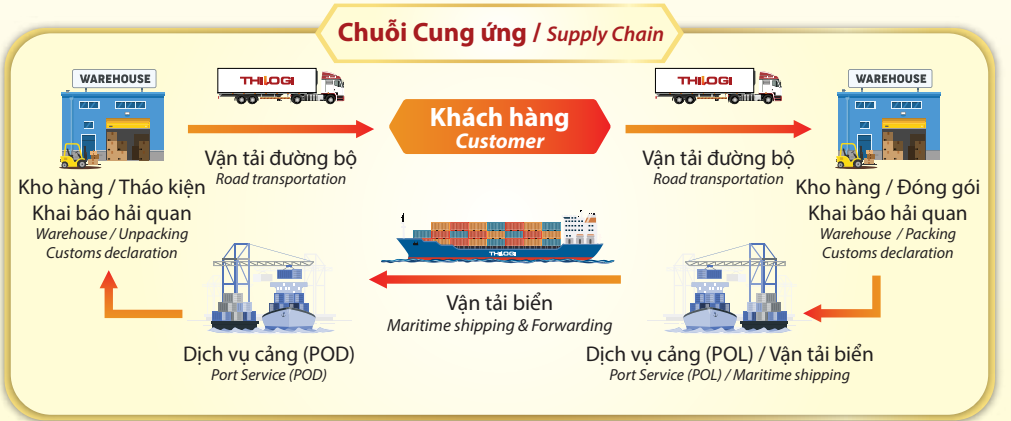 Chuỗi Cung ứng / Supply Chain
WAREHOUSE
THILOGI
THILOGI
WAREHOUSE
Khách hàng
Customer
Vận tải đường bộ
Road transportation
Vận tải đường bộ
Road transportation
Kho hàng / Tháo kiện
Khai báo hải quan
Warehouse / Unpacking
Customs declaration
Kho hàng / Đóng gói
Khai báo hải quan
Warehouse / Packing
Customs declaration
THILOGI
Vận tải biển
Maritime shipping & Forwarding
Dịch vụ cảng (POD)
Port Service (POD)
Dịch vụ cảng (POL) / Vận tải biển
Port Service (POL) / Maritime shipping